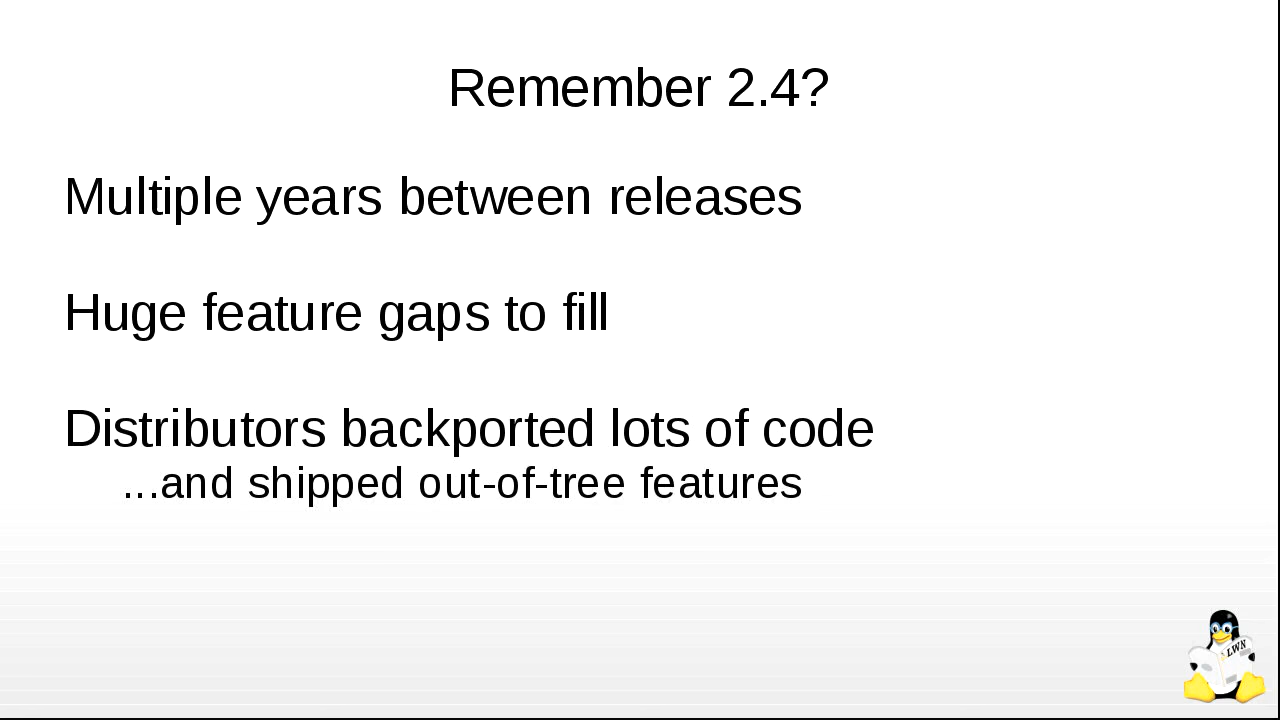 Remember 2.4?
Multiple years between releases
Huge feature gaps to fill
Distributors backported lots of code
...and shipped out-of-tree features
LWN